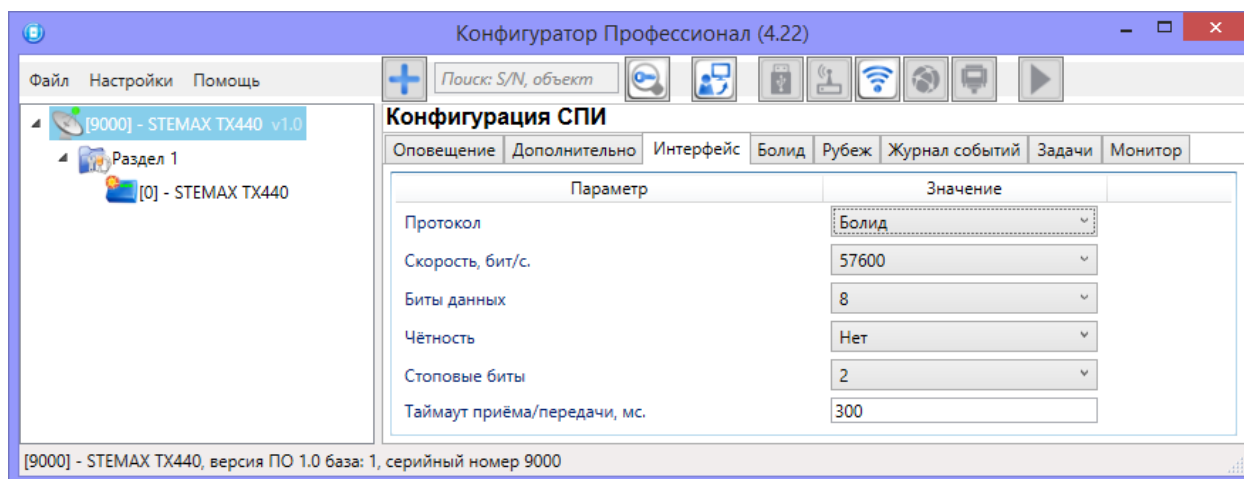 Конфигуратор Профессионал (4.22)
Файл Настройки Помощь
Поиск: S/N, объект
[9000] - STEMAX TX440 v1.0
Раздел 1
[0] - STEMAX TX440
Конфигурация СПИ
Оповещение Дополнительно Интерфейс Болид Рубеж Журнал событий Задачи Монитор
Параметр Значение
Протокол Болид
Скорость, бит/с. 57600
Биты данных 8
Чётность Нет
Стоповые биты 2
Таймаут приёма/передачи, мс. 300
[9000] - STEMAX TX440, версия ПО 1.0 база: 1, серийный номер 9000